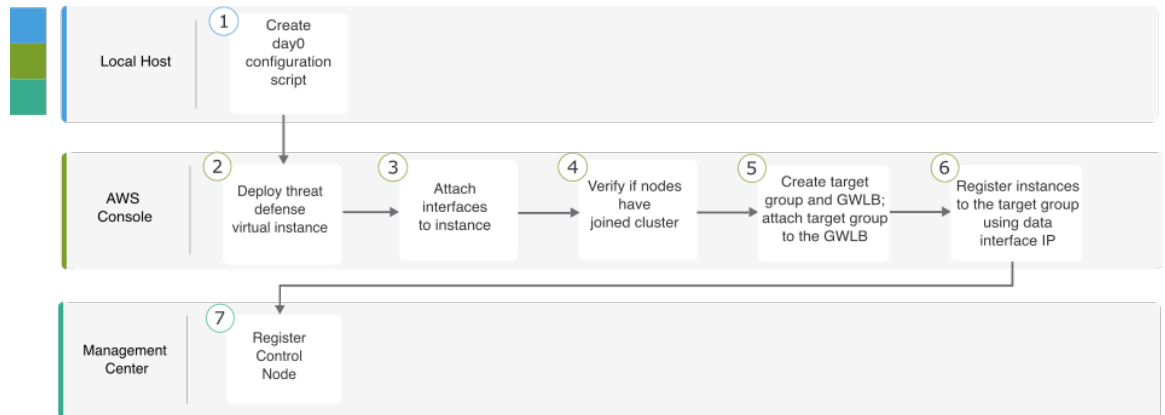 1
Create
day0
configuration
script
Local Host
2
Deploy threat
defense
virtual instance
3
Attach
interfaces
to instance
4
Verify if nodes
have
joined cluster
5
Create target
group and GWLB;
attach target group
to the GWLB
6
Register instances
to the target group
using data
interface IP
AWS
Console
7
Register
Control
Node
Management
Center